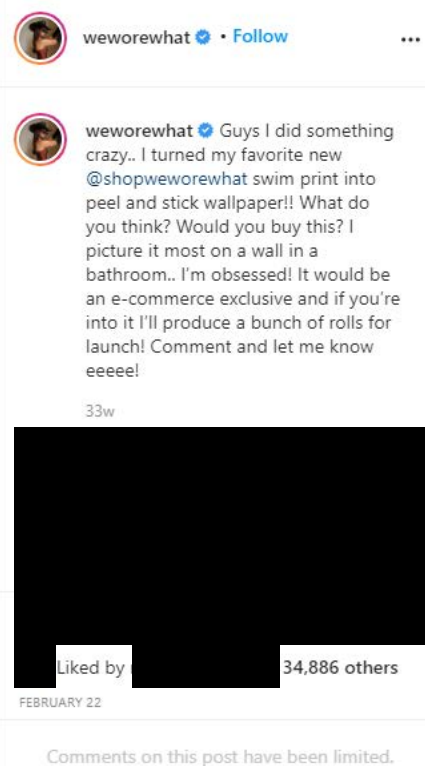 weworewhat • Follow
weworewhat Guys I did something
crazy.. I turned my favorite new
@shopweworewhat swim print into
peel and stick wallpaper!! What do
you think? Would you buy this? I
picture it most on a wall in a
bathroom.. I'm obsessed! It would be
an e-commerce exclusive and if you're
into it I'll produce a bunch of rolls for
launch! Comment and let me know
eeeee!
33w
Liked by 34,886 others
FEBRUARY 22
Comments on this post have been limited.